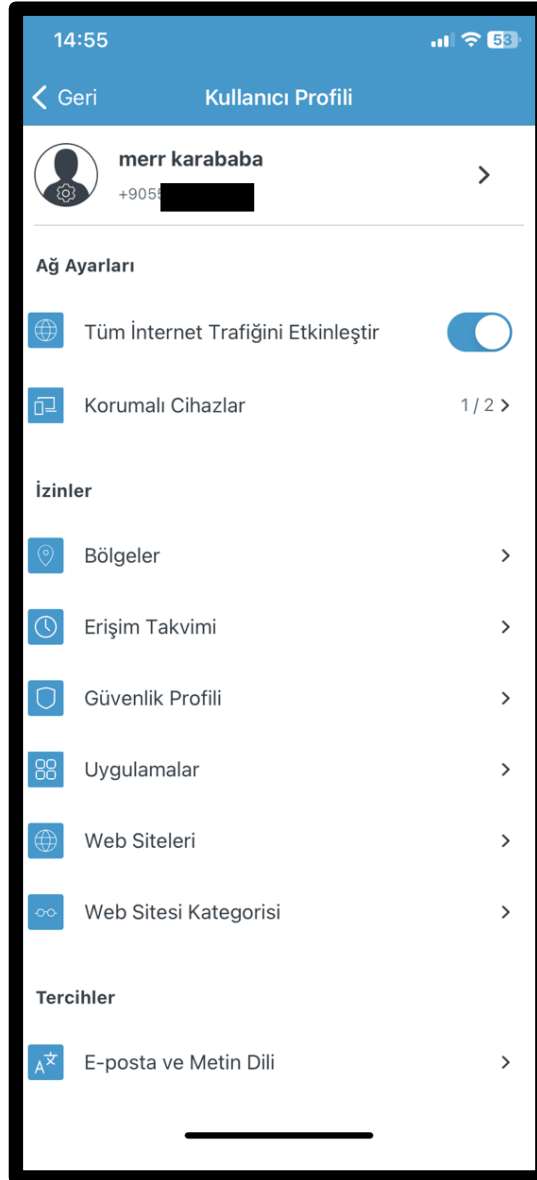 14:55
53
Geri
Kullanıcı Profili
merr karababa
+905
Ağ Ayarları
Tüm İnternet Trafiğini Etkinleştir
Korumalı Cihazlar
1 / 2
İzinler
Bölgeler
Erişim Takvimi
Güvenlik Profili
Uygulamalar
Web Siteleri
Web Sitesi Kategorisi
Tercihler
E-posta ve Metin Dili